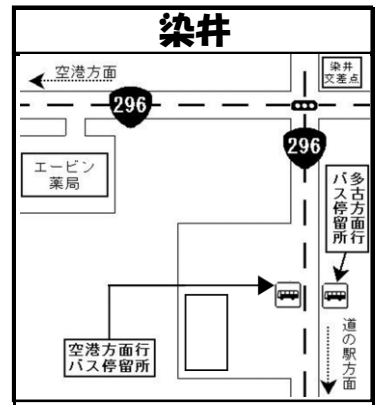 染井
空港方面
染井
交差点
296
296
エービン
薬局
多古方面行
バス停留所
空港方面行
バス停留所
道の駅方面